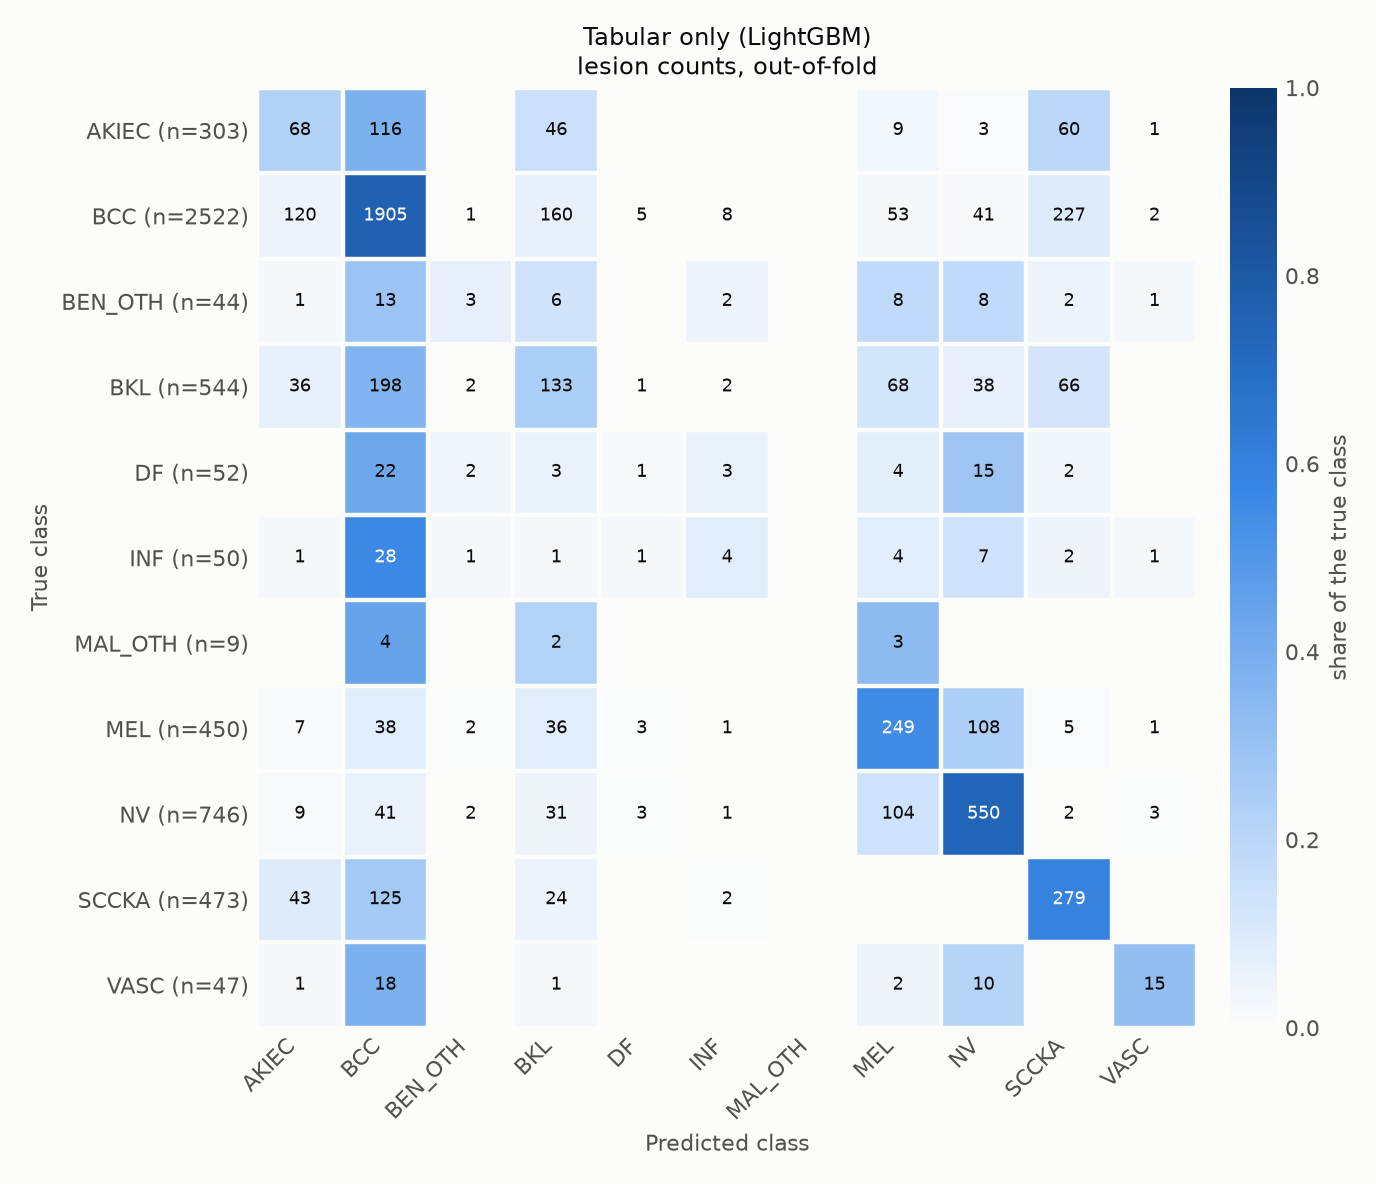 Tabular only (LightGBM)
lesion counts, out-of-fold
True class
AKIEC (n=303) 68 116 46 9 3 60 1
BCC (n=2522) 120 1905 1 160 5 8 53 41 227 2
BEN_OTH (n=44) 1 13 3 6 2 8 8 2 1
BKL (n=544) 36 198 2 133 1 2 68 38 66
DF (n=52) 22 2 3 1 3 4 15 2
INF (n=50) 1 28 1 1 1 4 4 7 2 1
MAL_OTH (n=9) 4 2 3
MEL (n=450) 7 38 2 36 3 1 249 108 5 1
NV (n=746) 9 41 2 31 3 1 104 550 2 3
SCCKA (n=473) 43 125 24 2 279
VASC (n=47) 1 18 1 2 10 15
AKIEC BCC BEN_OTH BKL DF INF MAL_OTH MEL NV SCCKA VASC
Predicted class
1.0
0.8
0.6
0.4
0.2
0.0
share of the true class